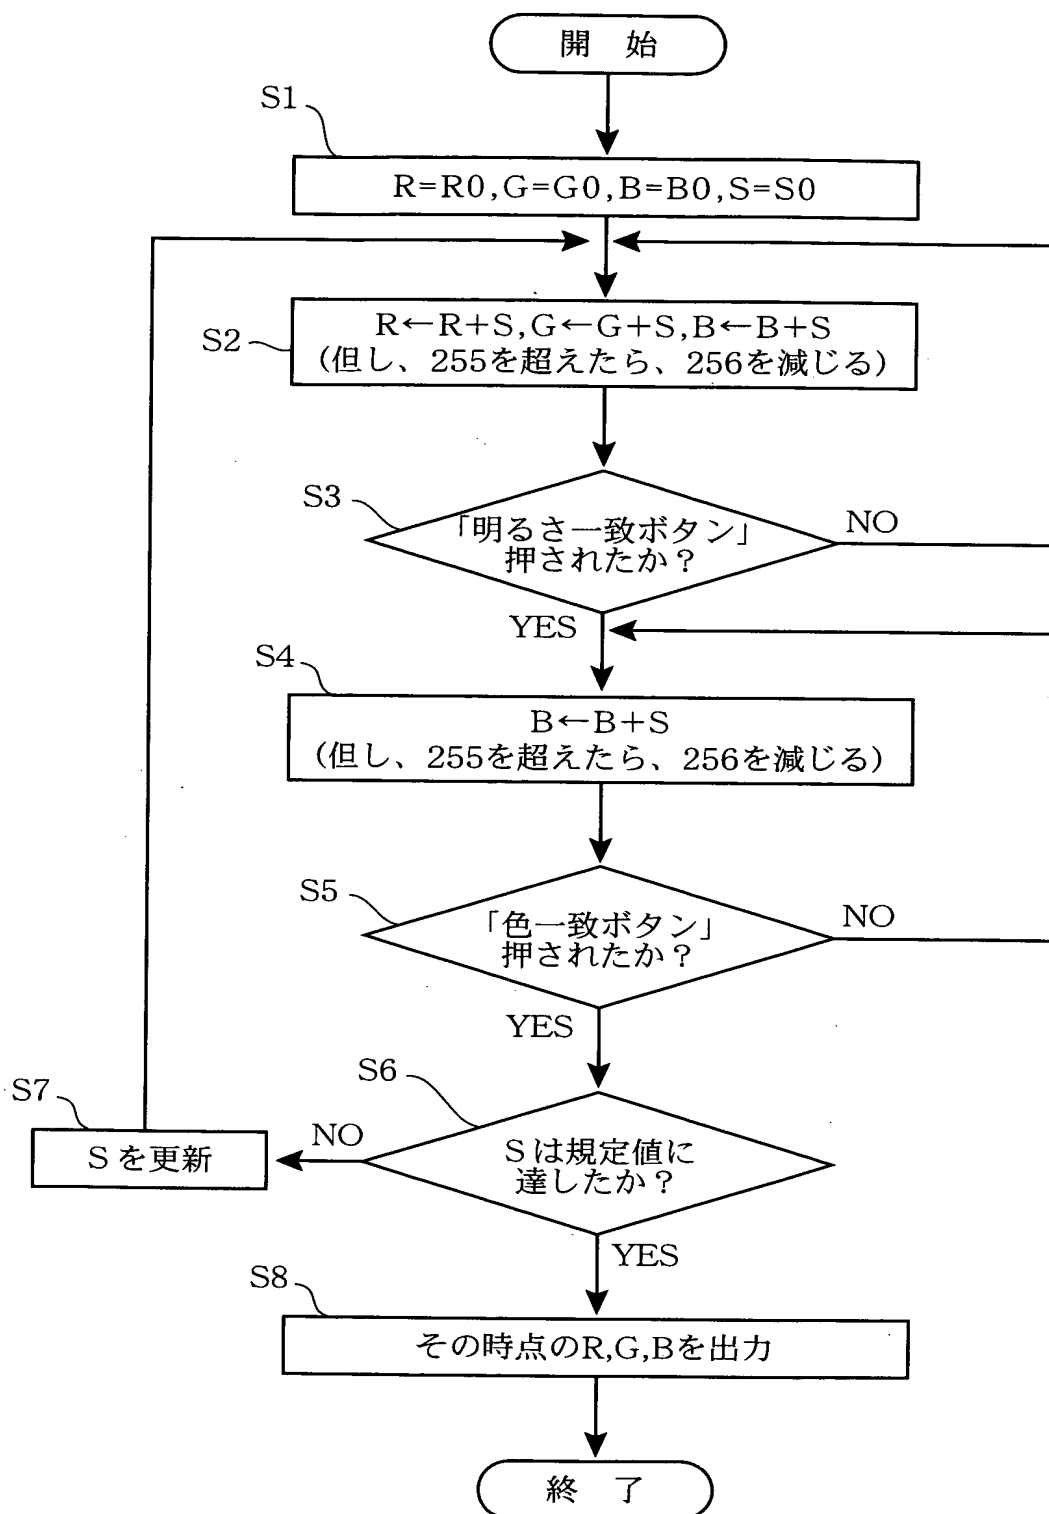 開 始
S1
R=R0,G=G0,B=B0,S=S0
S2
R←R+S,G←G+S,B←B+S
(但し、255を超えたら、256を減じる)
S3
「明るさ一致ボタン」
押されたか?
NO
YES
S4
B←B+S
(但し、255を超えたら、256を減じる)
S5
「色一致ボタン」
押されたか?
NO
YES
S6
Sは規定値に
達したか?
NO
S7
Sを更新
YES
S8
その時点のR,G,Bを出力
終 了